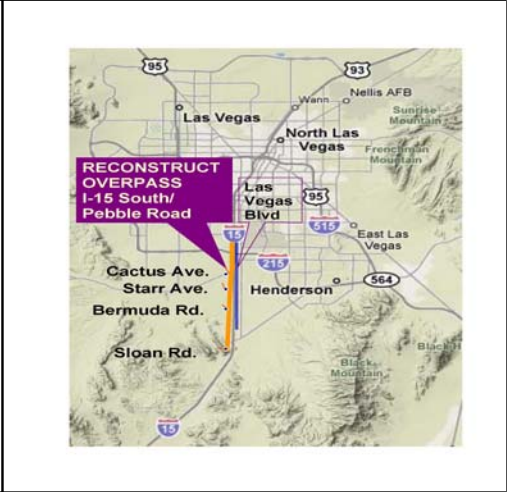 95
93
Nellis AFB
Wann
Las Vegas
Sunrise
Mountain
North Las
Vegas
Frenchman
Mountain
RECONSTRUCT
OVERPASS
I-15 South/
Pebble Road
Las
Vegas
Blvd
95
515
15
East Las
Vegas
215
Cactus Ave.
Starr Ave.
Henderson
564
Bermuda Rd.
Sloan Rd.
Black
Mountain
Black H
15